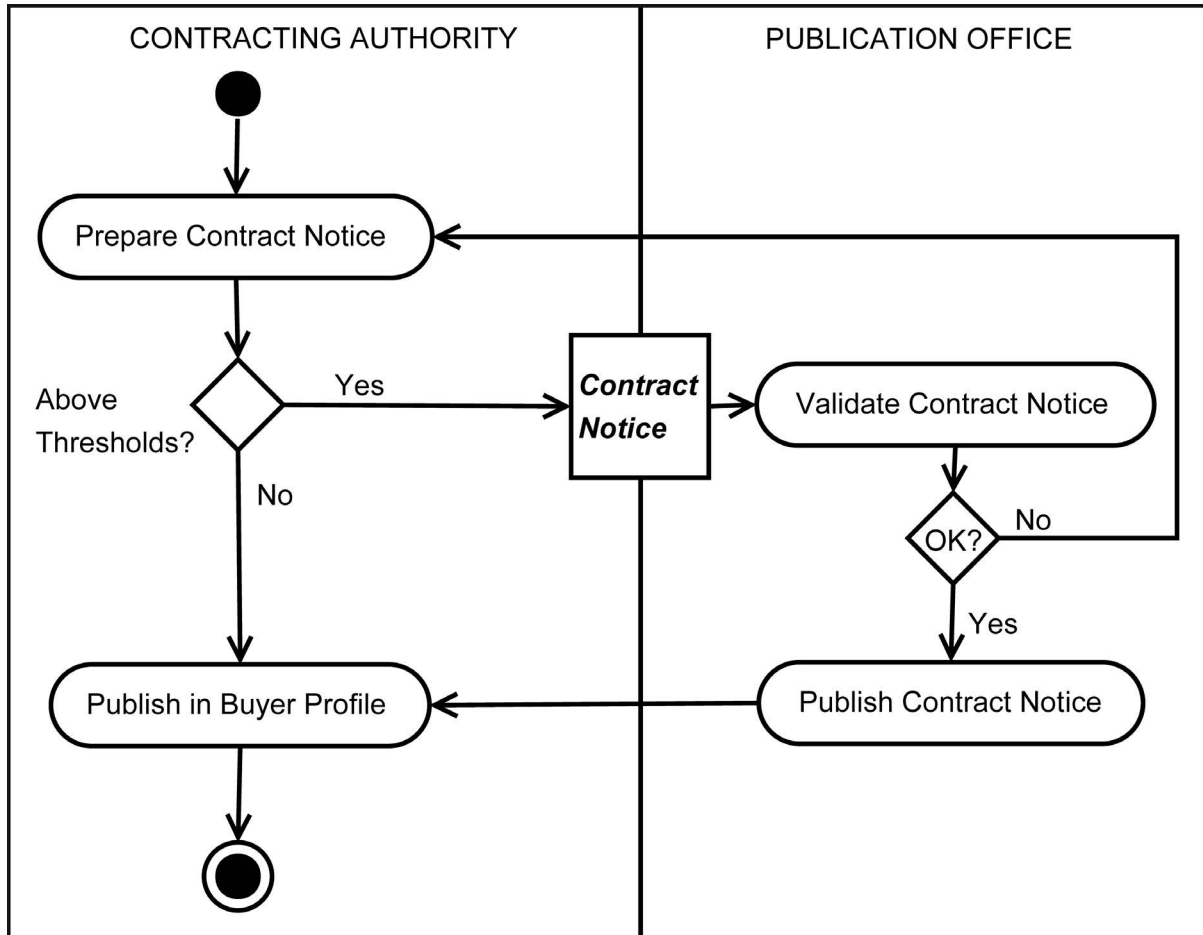 CONTRACTING AUTHORITY
PUBLICATION OFFICE
Prepare Contract Notice
Above
Thresholds?
Yes
Contract
Notice
Validate Contract Notice
No
OK?
No
Yes
Publish in Buyer Profile
Publish Contract Notice